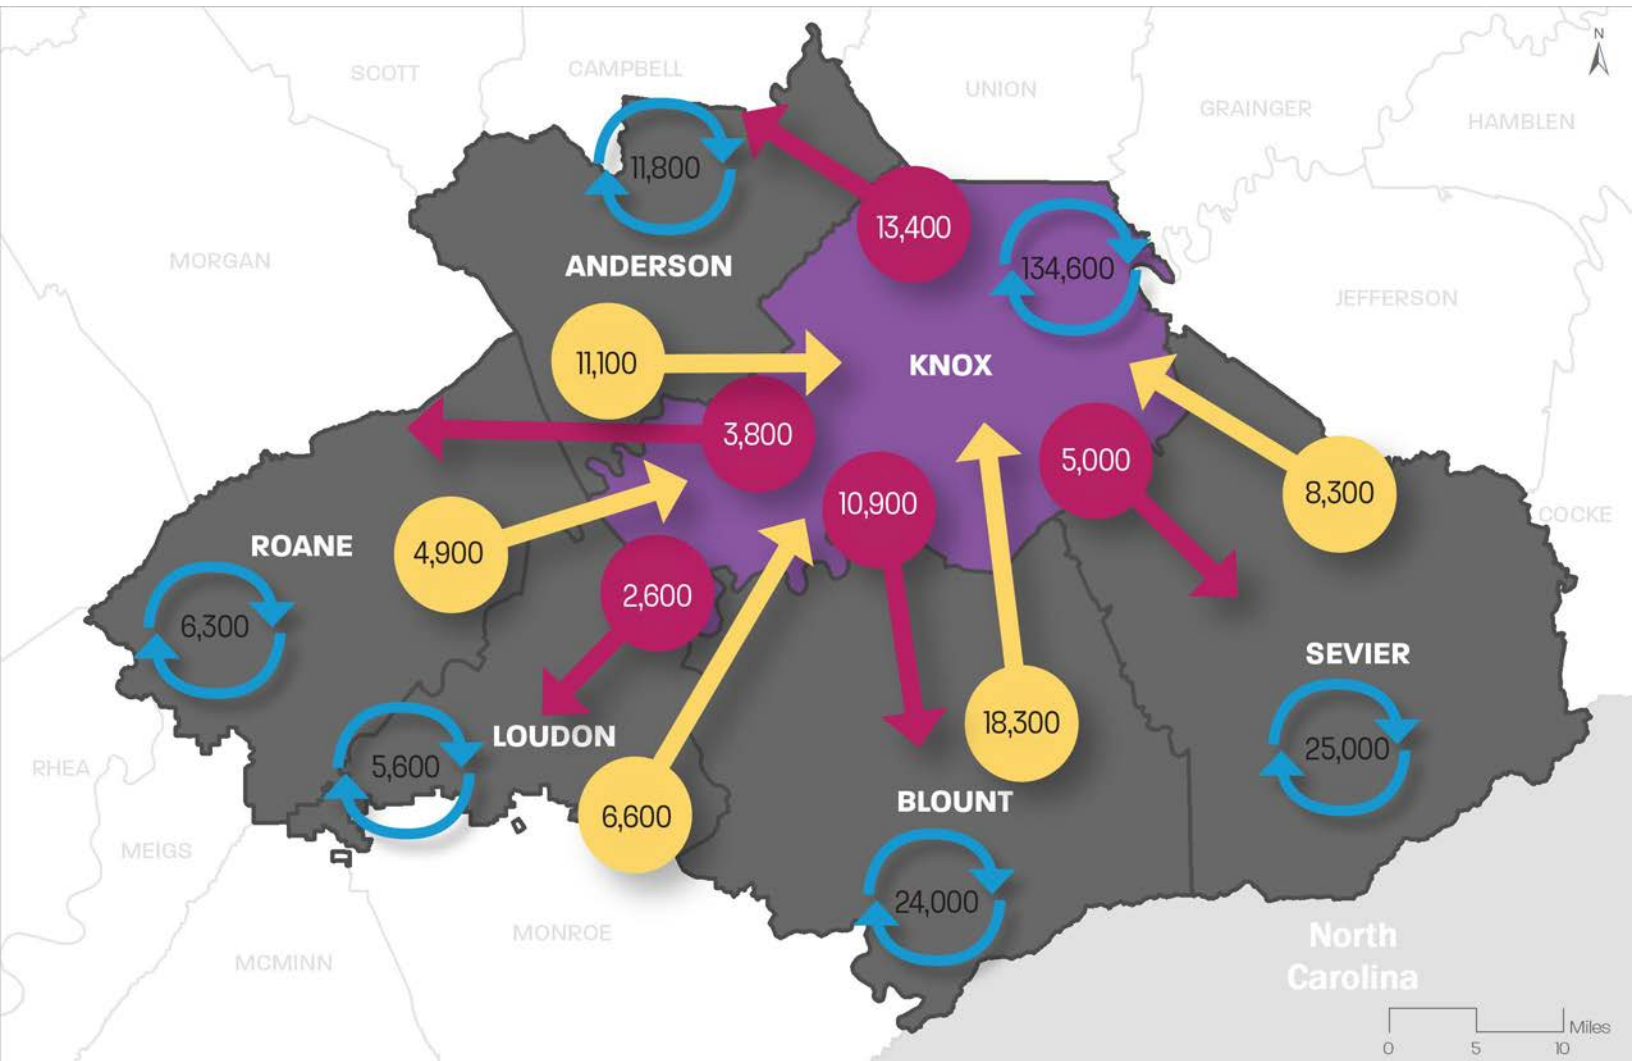 N
SCOTT
CAMPBELL
UNION
GRAINGER
HAMBLEN
11,800
13,400
MORGAN
ANDERSON
134,600
JEFFERSON
11,100
KNOX
3,800
5,000
8,300
10,900
COCKE
ROANE
4,900
2,600
6,300
SEVIER
18,300
LOUDON
25,000
RHEA
5,600
BLOUNT
6,600
MEIGS
24,000
MONROE
MCMINN
North
Carolina
Miles
0 5 10